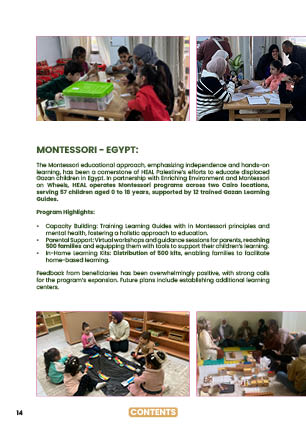 MONTESSORI - EGYPT:
The Montessori educational approach, emphasizing independence and hands-on
learning, has been a cornerstone of HEAL Palestine's efforts to educate displaced
Gazan children in Egypt. In partnership with Enriching Environment and Montessori
on Wheels, HEAL operates Montessori programs across two Cairo locations,
serving 57 children aged 0 to 18 years, supported by 12 trained Gazan Learning
Guides.
Program Highlights:
• Capacity Building: Training Learning Guides with in Montessori principles and
mental health, fostering a holistic approach to education.
• Parental Support: Virtual workshops and guidance sessions for parents, reaching
500 families and equipping them with tools to support their children's learning.
• In-Home Learning Kits: Distribution of 500 kits, enabling families to facilitate
home-based learning.
Feedback from beneficiaries has been overwhelmingly positive, with strong calls
for the program's expansion. Future plans include establishing additional learning
centers.
14
CONTENTS